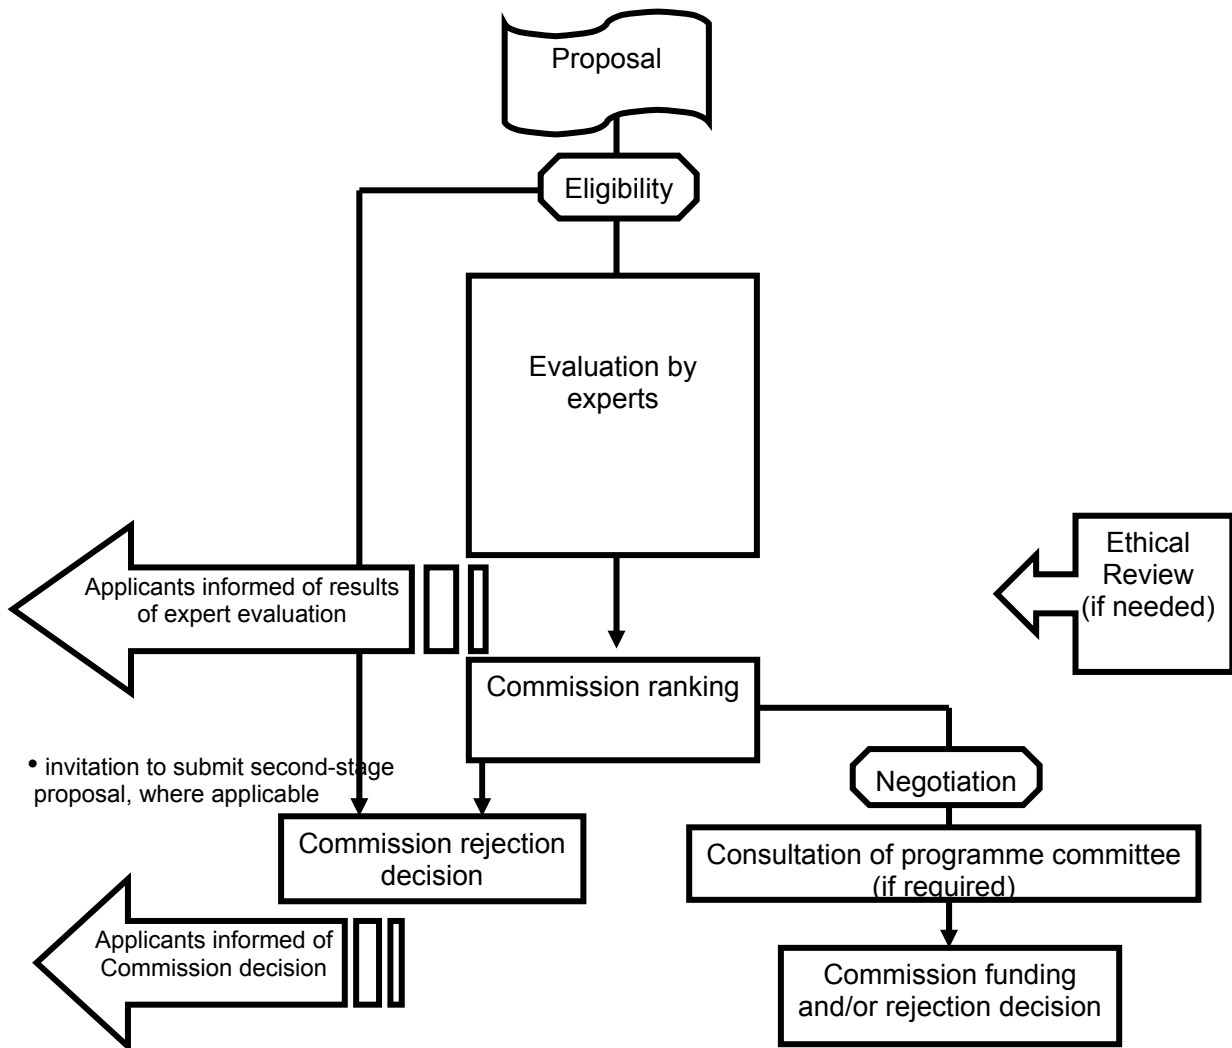 Proposal
Eligibility
Evaluation by
experts
Ethical
Review
(if needed)
Applicants informed of results
of expert evaluation
Commission ranking
• invitation to submit second-stage
proposal, where applicable
Negotiation
Commission rejection
decision
Consultation of programme committee
(if required)
Applicants informed of
Commission decision
Commission funding
and/or rejection decision